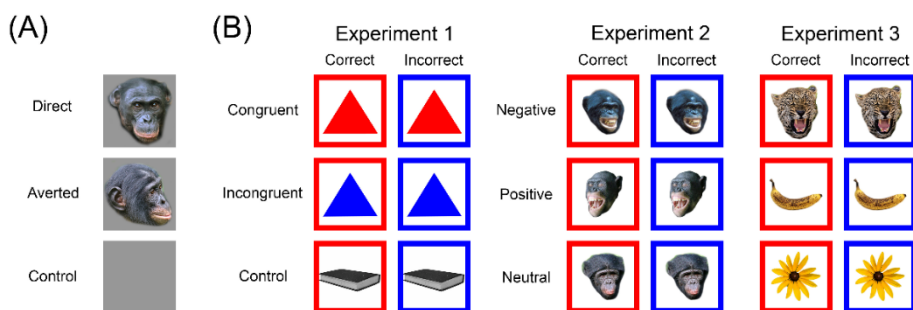 (A)
Direct
Averted
Control
(B)
Experiment 1
Correct Incorrect
Congruent
Incongruent
Control
Experiment 2
Correct Incorrect
Negative
Positive
Neutral
Experiment 3
Correct Incorrect